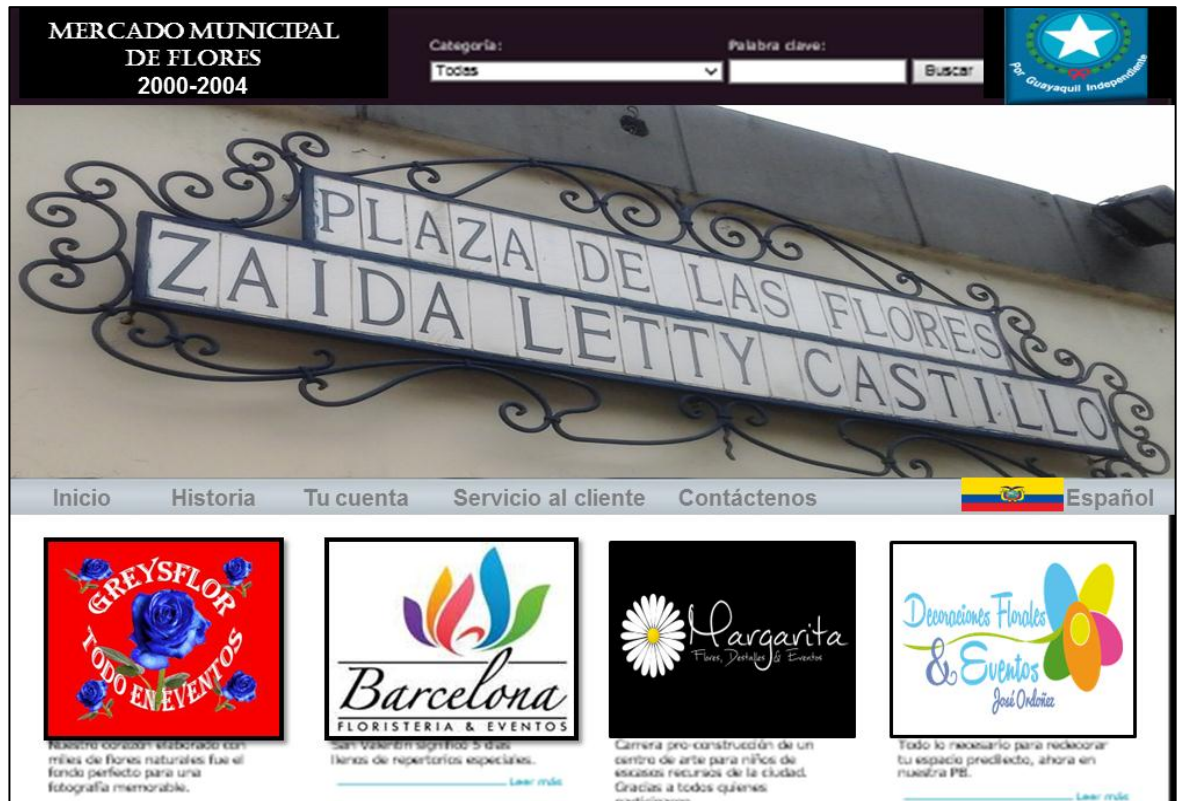 MERCADO MUNICIPAL
DE FLORES
2000-2004
Categoría:
Todas
Palabra clave:
Buscar
Por Guayaquil Independiente
PLAZA DE LAS FLORES
ZAIDA LETTY CASTILLO
Inicio Historia Tu cuenta Servicio al cliente Contáctenos Español
GREYSFLOR
TODO EN EVENTOS
Nuestro corazón elaborado con
miles de flores naturales fue el
fondo perfecto para una
fotografía memorable.
Barcelona
FLORISTERIA & EVENTOS
San Valentín significó 5 días
llenos de repertorios especiales.
Leer más
Margarita
Flores, Destalles & Eventos
Carrera pro-construcción de un
centro de arte para niños de
escasos recursos de la ciudad.
Gracias a todos quienes
Decoraciones Florales
& Eventos
José Ordoñez
Todo lo necesario para redecorar
tu espacio predilecto, ahora en
nuestra PB.
Leer más